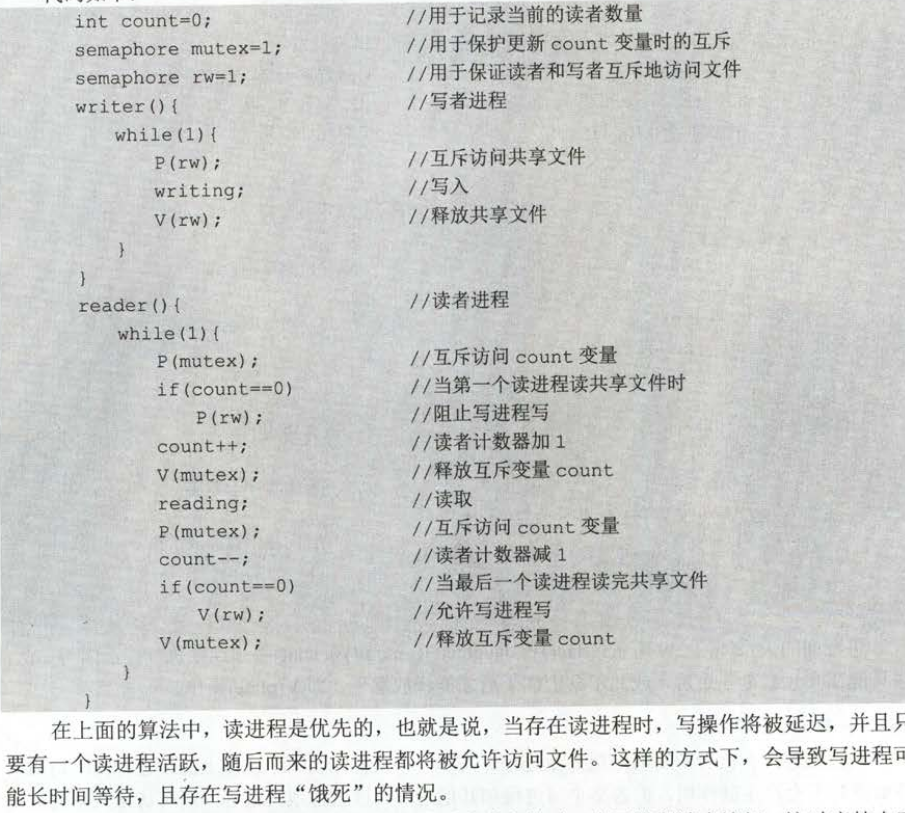 int count=0; //用于记录当前的读者数量
semaphore mutex=1; //用于保护更新 count 变量时的互斥
semaphore rw=1; //用于保证读者和写者互斥地访问文件
writer(){ //写者进程
while(1){
P(rw); //互斥访问共享文件
writing; //写入
V(rw); //释放共享文件
}
}
reader(){ //读者进程
while(1){
P(mutex); //互斥访问 count 变量
if(count==0) //当第一个读进程读共享文件时
P(rw); //阻止写进程写
count++; //读者计数器加 1
V(mutex); //释放互斥变量 count
reading; //读取
P(mutex); //互斥访问 count 变量
count--; //读者计数器减 1
if(count==0) //当最后一个读进程读完共享文件
V(rw); //允许写进程写
V(mutex); //释放互斥变量 count
}
}
在上面的算法中，读进程是优先的，也就是说，当存在读进程时，写操作将被延迟，并且只
要有一个读进程活跃，随后而来的读进程都将被允许访问文件。这样的方式下，会导致写进程可
能长时间等待，且存在写进程“饿死”的情况。